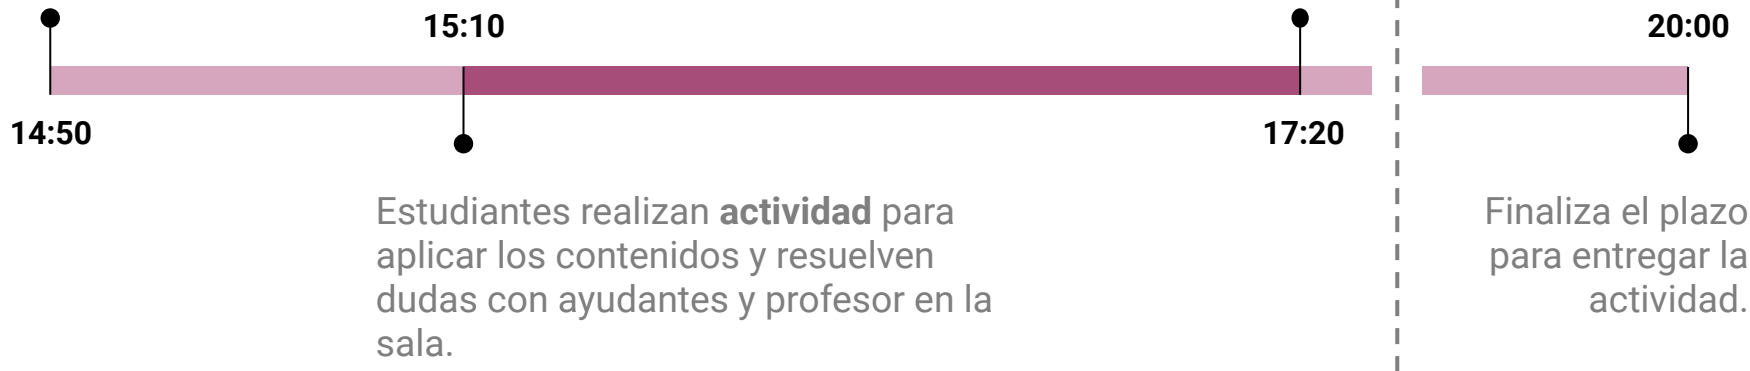 15:10
20:00
14:50
17:20
Estudiantes realizan actividad para
aplicar los contenidos y resuelven
dudas con ayudantes y profesor en la
sala.
Finaliza el plazo
para entregar la
actividad.